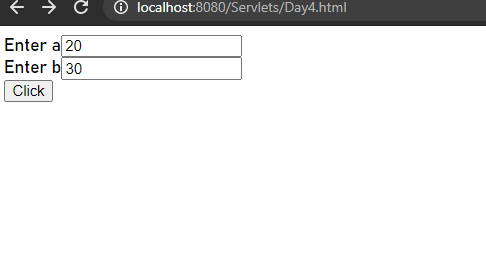 localhost:8080/Servlets/Day4.html
Enter a 20
Enter b 30
Click